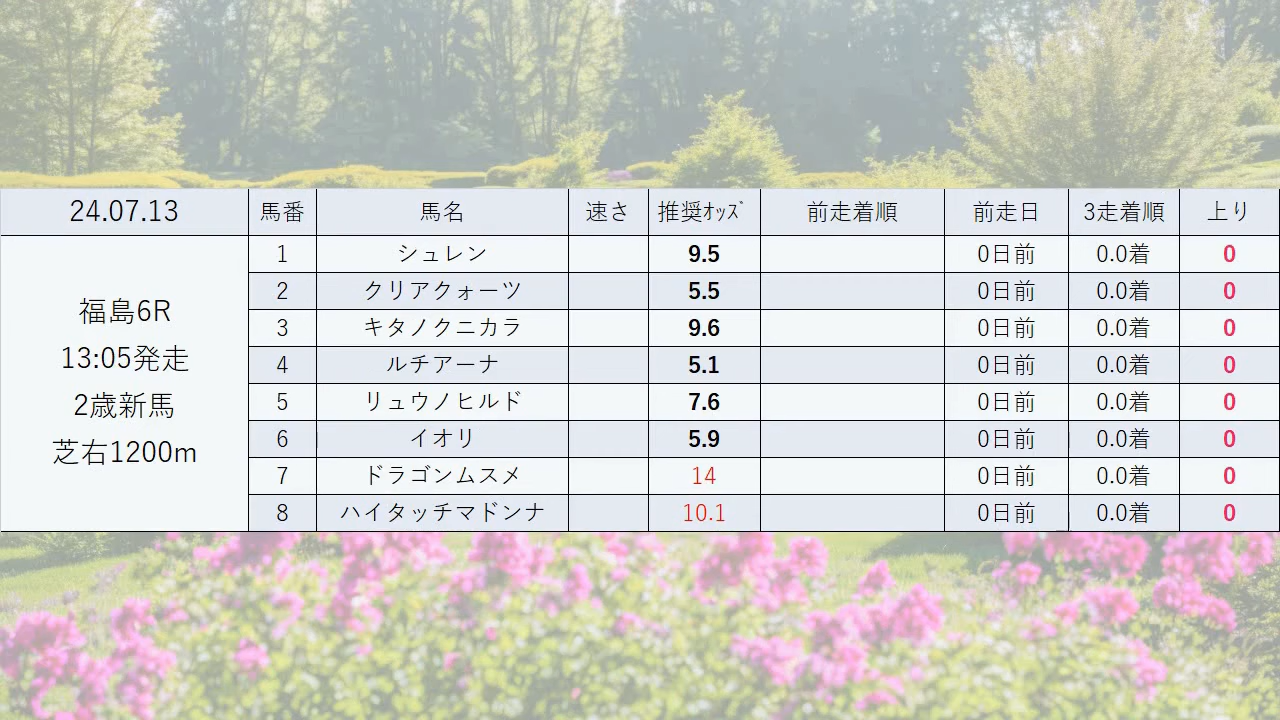 24.07.13 馬番 馬名 速さ 推奨ｵｯｽﾞ 前走着順 前走日 3走着順 上り
福島6R
13:05発走
2歳新馬
芝右1200m
1 シュレン 9.5 0日前 0.0着 0
2 クリアクォーツ 5.5 0日前 0.0着 0
3 キタノクニカラ 9.6 0日前 0.0着 0
4 ルチアーナ 5.1 0日前 0.0着 0
5 リュウノヒルド 7.6 0日前 0.0着 0
6 イオリ 5.9 0日前 0.0着 0
7 ドラゴンムスメ 14 0日前 0.0着 0
8 ハイタッチマドンナ 10.1 0日前 0.0着 0